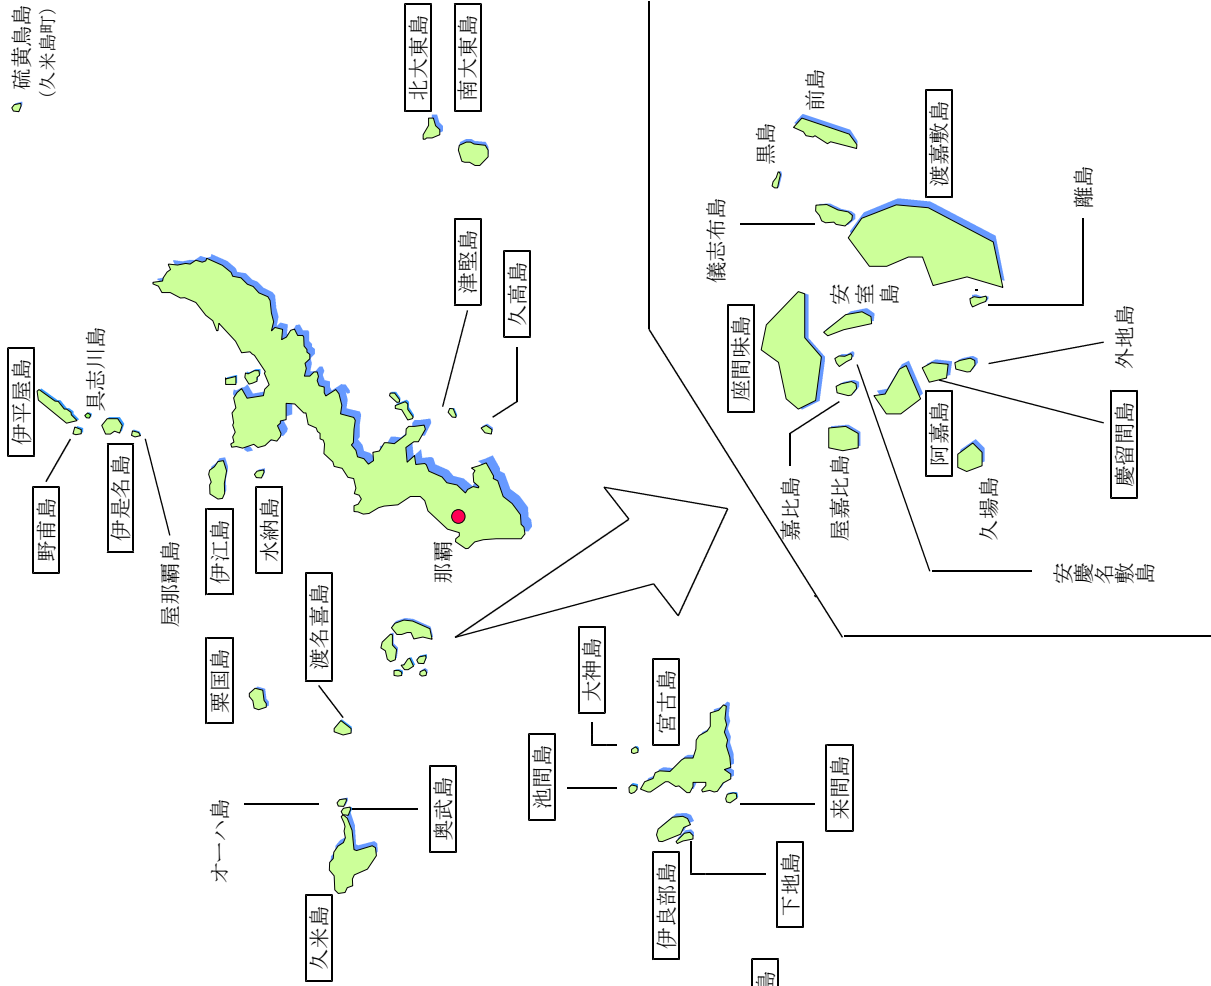 硫黄鳥島
(久米島町)
北大東島
南大東島
伊平屋島
具志川島
野甫島
伊是名島
屋那覇島
伊江島
水納島
津堅島
久高島
那覇
粟国島
渡名喜島
オーハ島
奥武島
久米島
大神島
池間島
宮古島
来間島
伊良部島
下地島
島
前島
黒島
渡嘉敷島
儀志布島
離島
安室島
座間味島
外地島
阿嘉島
慶留間島
嘉比島
屋嘉比島
久場島
安慶名敷島